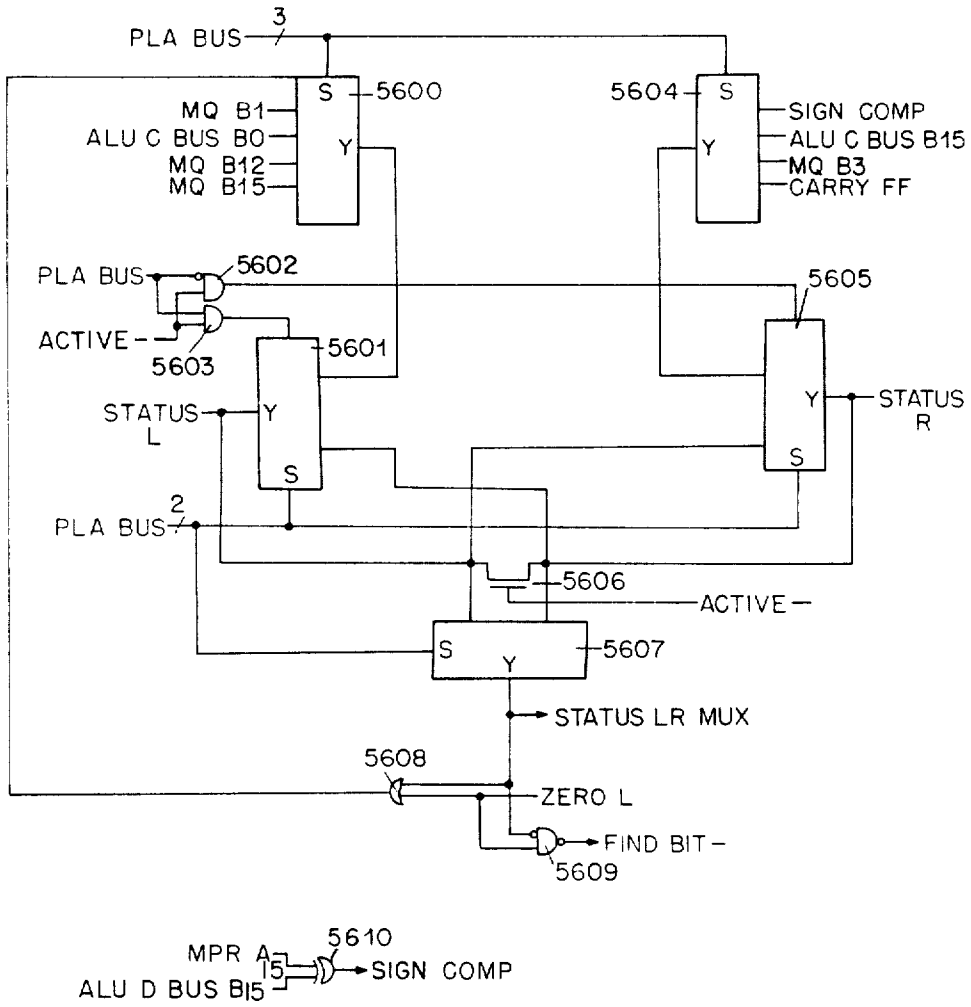 3
PLA BUS
S
5600
5604
S
MQ B1
SIGN COMP
ALU C BUS B0
Y
Y
ALU C BUS B15
MQ B12
MQ B3
MQ B15
CARRY FF
PLA BUS
5602
5605
ACTIVE -
5603
5601
STATUS
L
Y
Y
STATUS
R
S
S
2
PLA BUS
5606
ACTIVE -
S
Y
5607
STATUS LR MUX
5608
ZERO L
FIND BIT -
5609
5610
MPR A
15
SIGN COMP
ALU D BUS B15